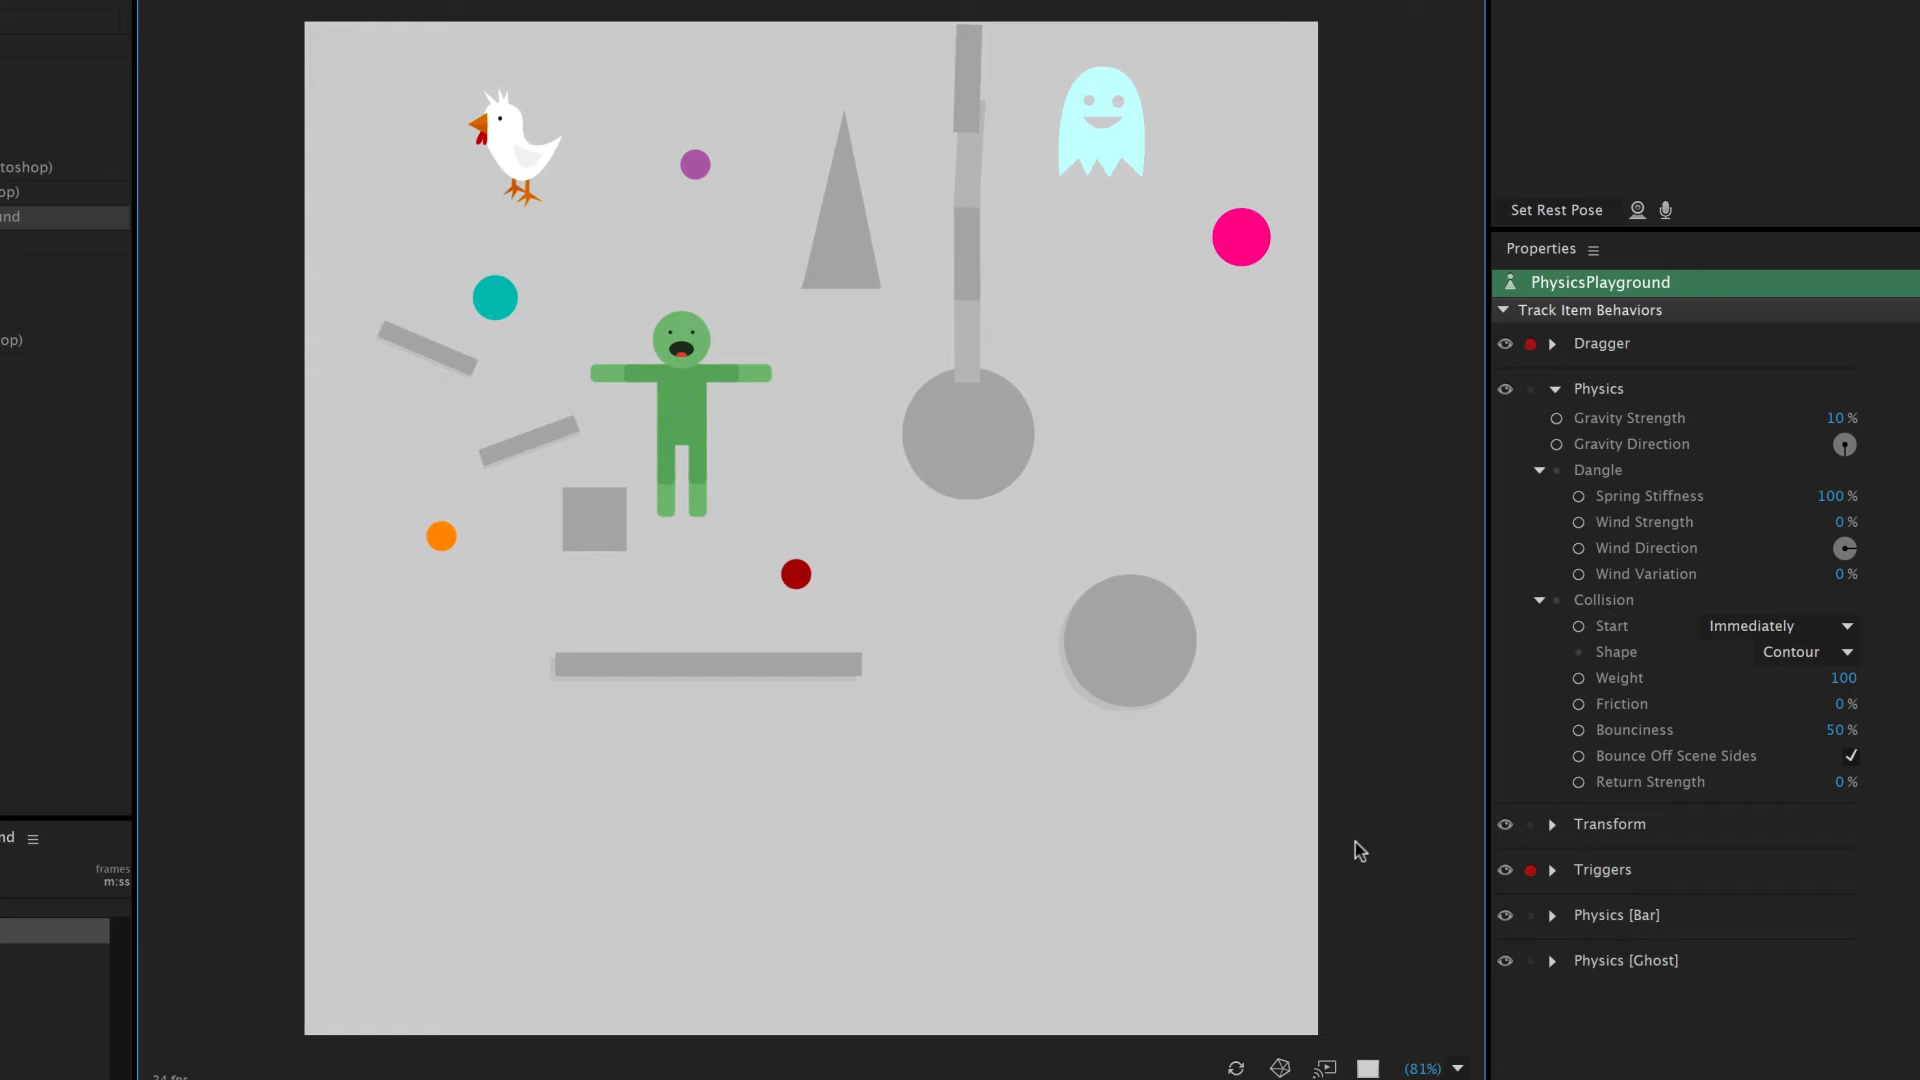 toshop)
op)
und
op)
nd
frames
m:ss
24 fps
(81%)
Set Rest Pose
Properties
PhysicsPlayground
Track Item Behaviors
Dragger
Physics
Gravity Strength 10 %
Gravity Direction
Dangle
Spring Stiffness 100 %
Wind Strength 0 %
Wind Direction
Wind Variation 0 %
Collision
Start Immediately
Shape Contour
Weight 100
Friction 0 %
Bounciness 50 %
Bounce Off Scene Sides
Return Strength 0 %
Transform
Triggers
Physics [Bar]
Physics [Ghost]